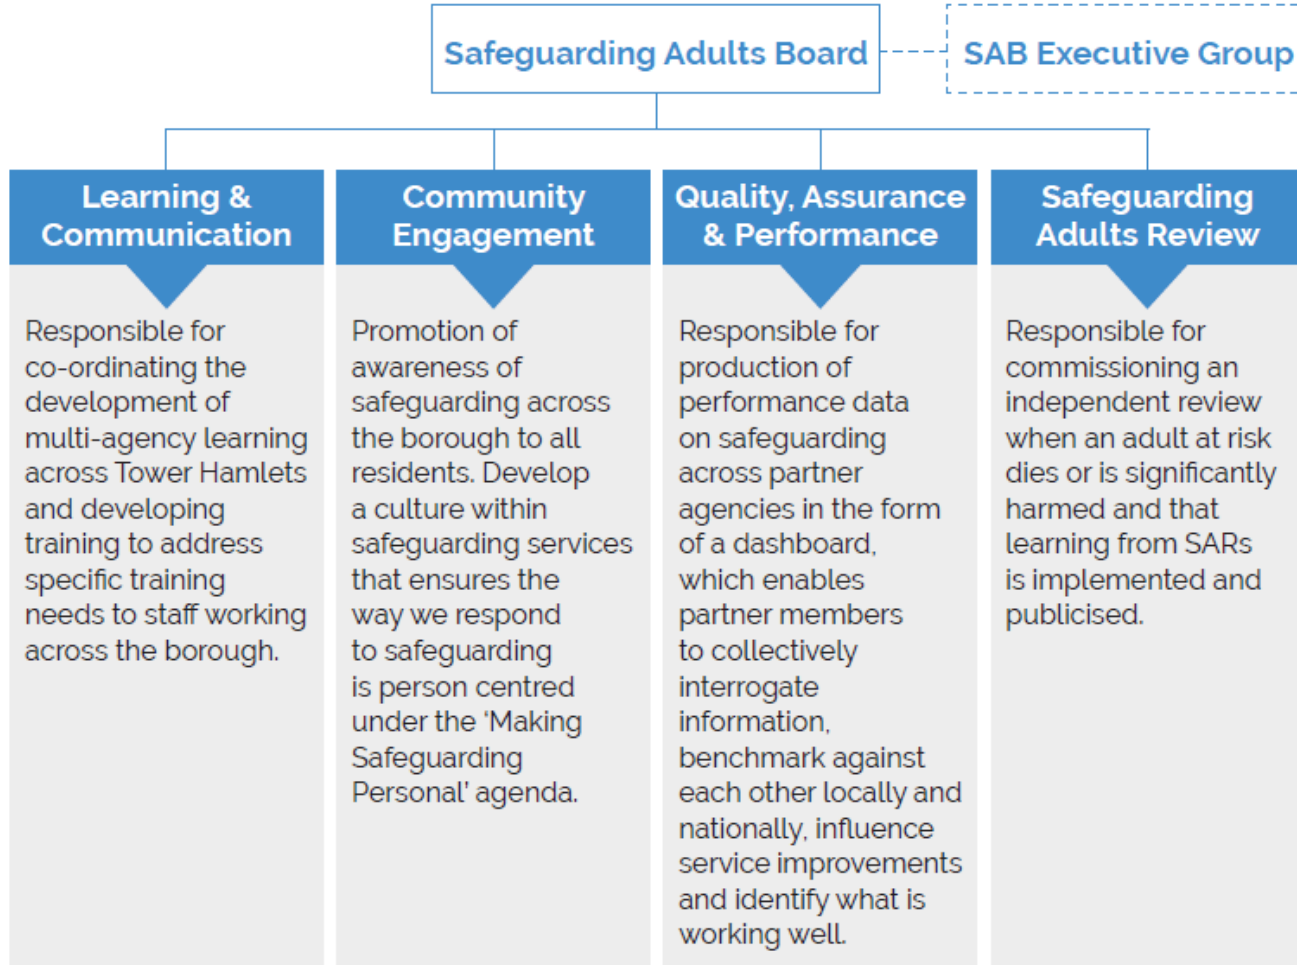 Safeguarding Adults Board
SAB Executive Group
Learning &
Communication
Responsible for
co-ordinating the
development of
multi-agency learning
across Tower Hamlets
and developing
training to address
specific training
needs to staff working
across the borough.
Community
Engagement
Promotion of
awareness of
safeguarding across
the borough to all
residents. Develop
a culture within
safeguarding services
that ensures the
way we respond
to safeguarding
is person centred
under the ‘Making
Safeguarding
Personal’ agenda.
Quality, Assurance
& Performance
Responsible for
production of
performance data
on safeguarding
across partner
agencies in the form
of a dashboard,
which enables
partner members
to collectively
interrogate
information,
benchmark against
each other locally and
nationally, influence
service improvements
and identify what is
working well.
Safeguarding
Adults Review
Responsible for
commissioning an
independent review
when an adult at risk
dies or is significantly
harmed and that
learning from SARs
is implemented and
publicised.